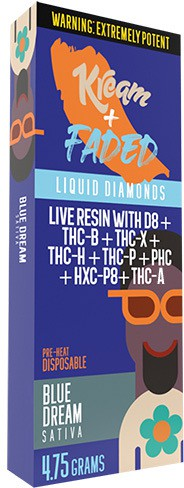 WARNING: EXTREMELY POTENT
Kream
+
FADED
LIQUID DIAMONDS
LIVE RESIN WITH D8 +
THC-B + THC-X +
THC-H + THC-P + PHC
+ HXC-P8 + THC-A
PRE-HEAT
DISPOSABLE
BLUE
DREAM
SATIVA
4.75 GRAMS
BLUE DREAM
SATIVA